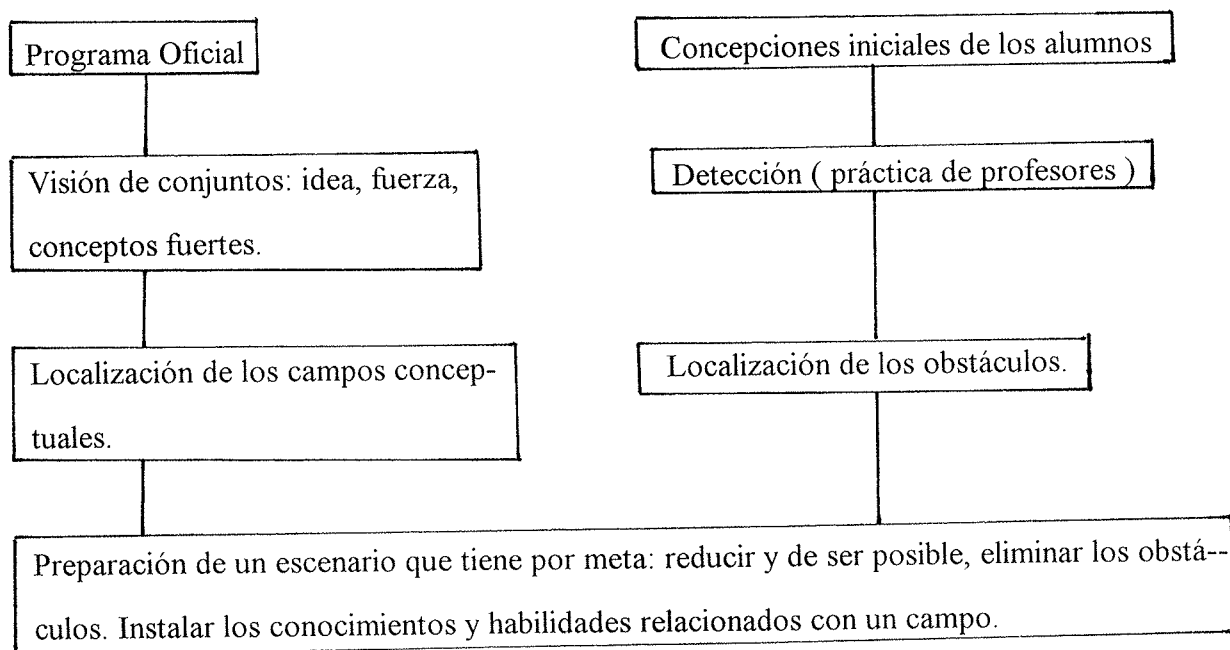 Programa Oficial
Concepciones iniciales de los alumnos
Visión de conjuntos: idea, fuerza,
conceptos fuertes.
Detección ( práctica de profesores )
Localización de los campos concep-
tuales.
Localización de los obstáculos.
Preparación de un escenario que tiene por meta: reducir y de ser posible, eliminar los obstá--
culos. Instalar los conocimientos y habilidades relacionados con un campo.